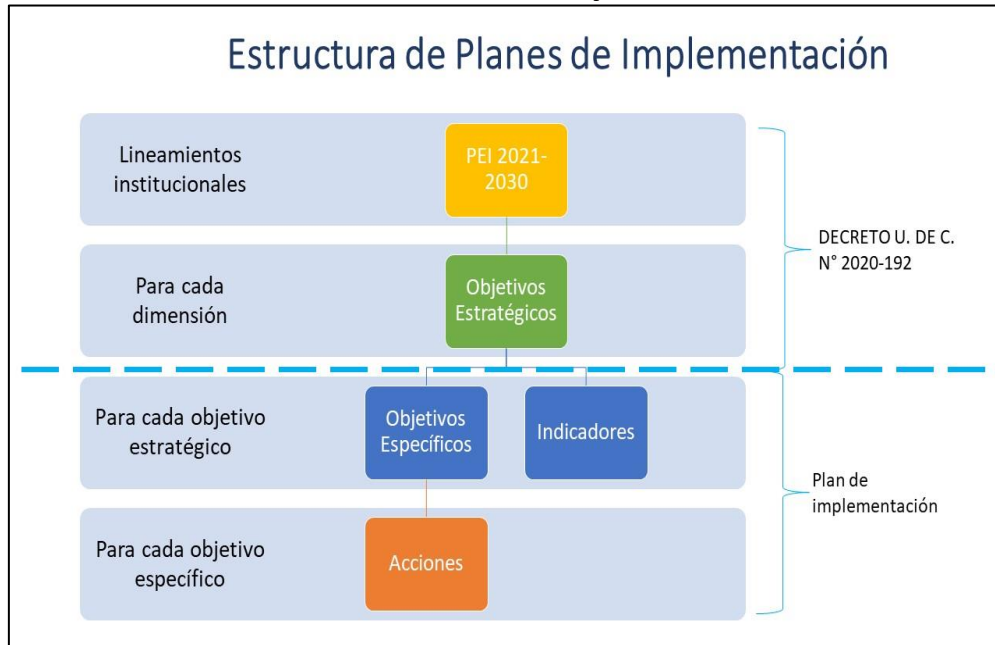 Estructura de Planes de Implementación
Lineamientos
institucionales
PEI 2021-
2030
DECRETO U. DE C.
N° 2020-192
Para cada
dimensión
Objetivos
Estratégicos
Para cada objetivo
estratégico
Objetivos
Específicos
Indicadores
Plan de
implementación
Para cada objetivo
específico
Acciones